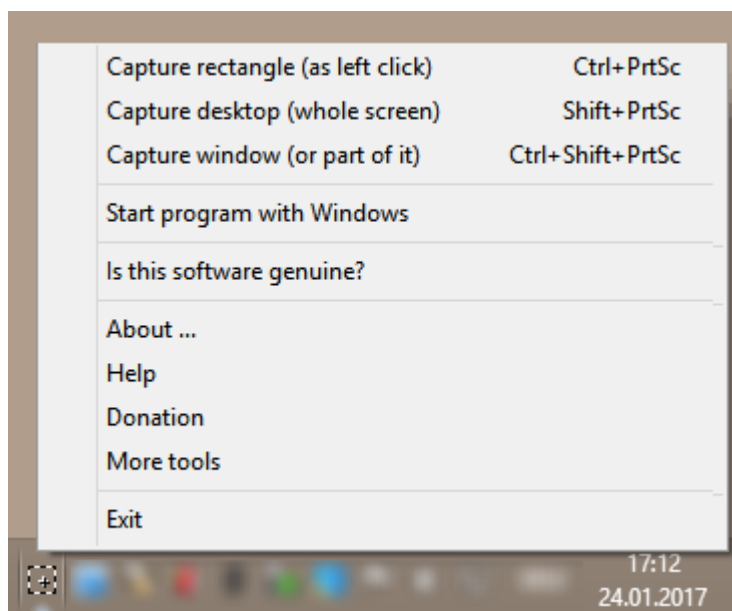 Capture rectangle (as left click) Ctrl+PrtSc
Capture desktop (whole screen) Shift+PrtSc
Capture window (or part of it) Ctrl+Shift+PrtSc
Start program with Windows
Is this software genuine?
About ...
Help
Donation
More tools
Exit
17:12
24.01.2017